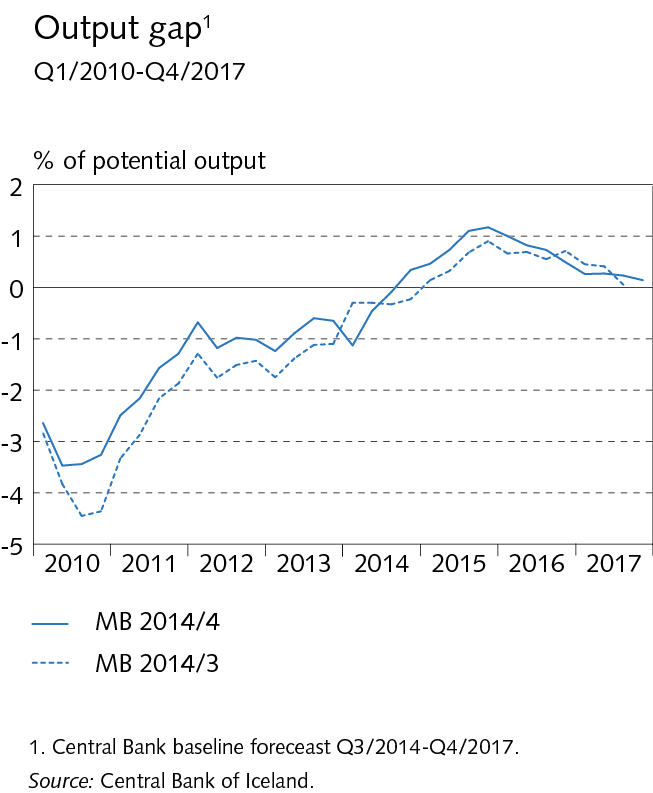 Output gap¹
Q1/2010-Q4/2017
% of potential output
2
1
0
-1
-2
-3
-4
-5
2010 2011 2012 2013 2014 2015 2016 2017
MB 2014/4
MB 2014/3
1. Central Bank baseline foreceast Q3/2014-Q4/2017.
Source: Central Bank of Iceland.